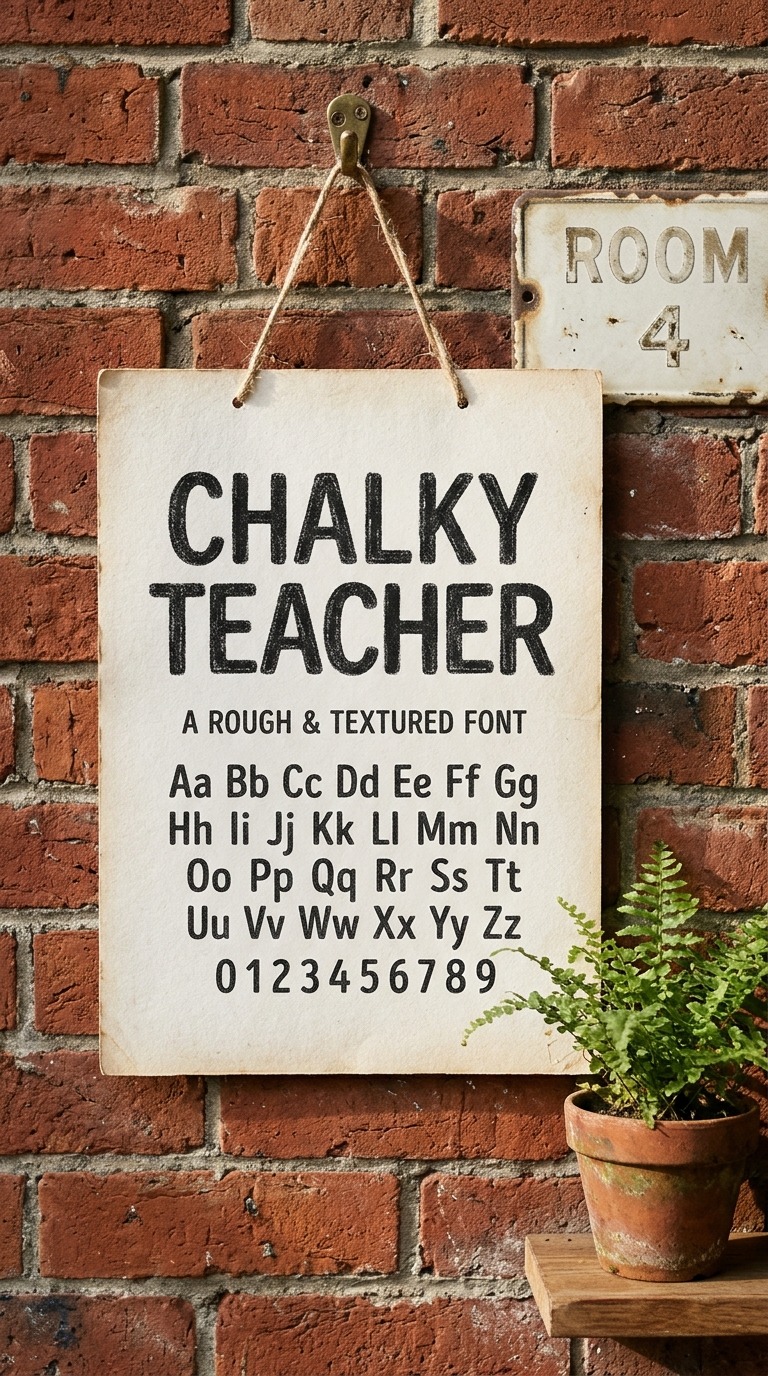 ROOM
4
CHALKY
TEACHER
A ROUGH & TEXTURED FONT
Aa Bb Cc Dd Ee Ff Gg
Hh Ii Jj Kk Ll Mm Nn
Oo Pp Qq Rr Ss Tt
Uu Vv Ww Xx Yy Zz
0123456789